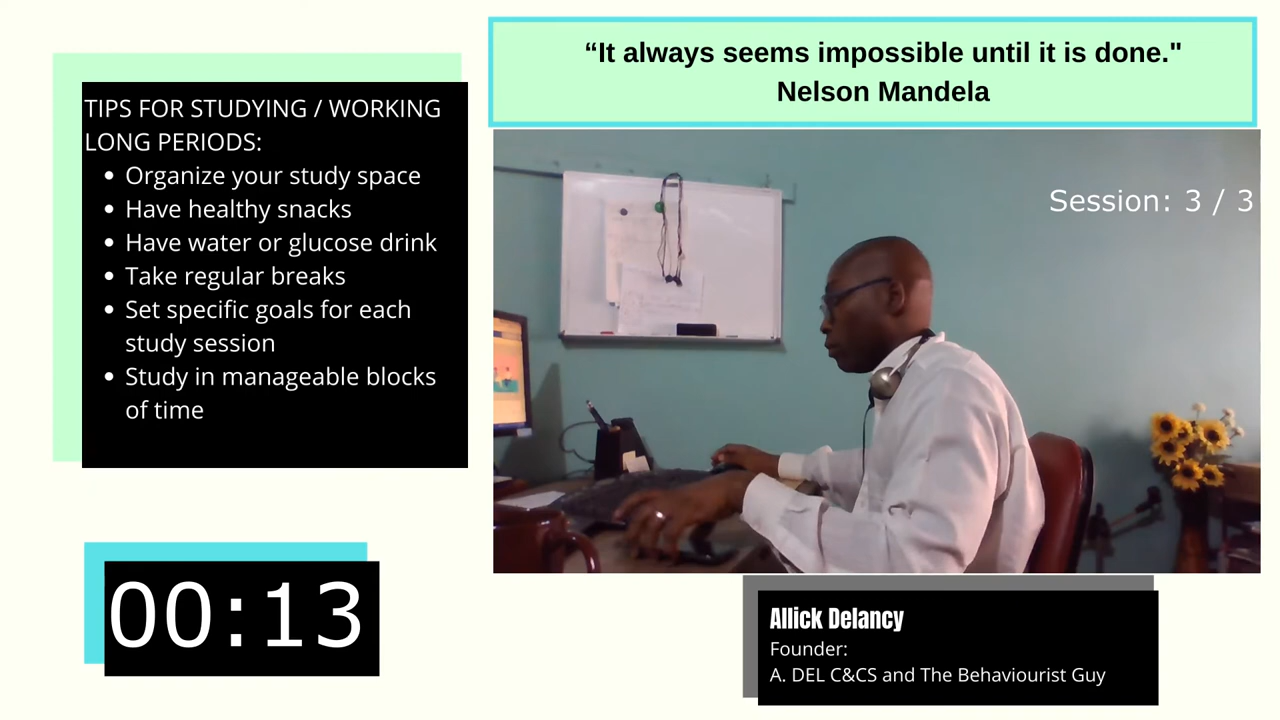 TIPS FOR STUDYING / WORKING
LONG PERIODS:
• Organize your study space
• Have healthy snacks
• Have water or glucose drink
• Take regular breaks
• Set specific goals for each
study session
• Study in manageable blocks
of time
00:13
“It always seems impossible until it is done."
Nelson Mandela
Session: 3 / 3
Allick Delancy
Founder:
A. DEL C&CS and The Behaviourist Guy